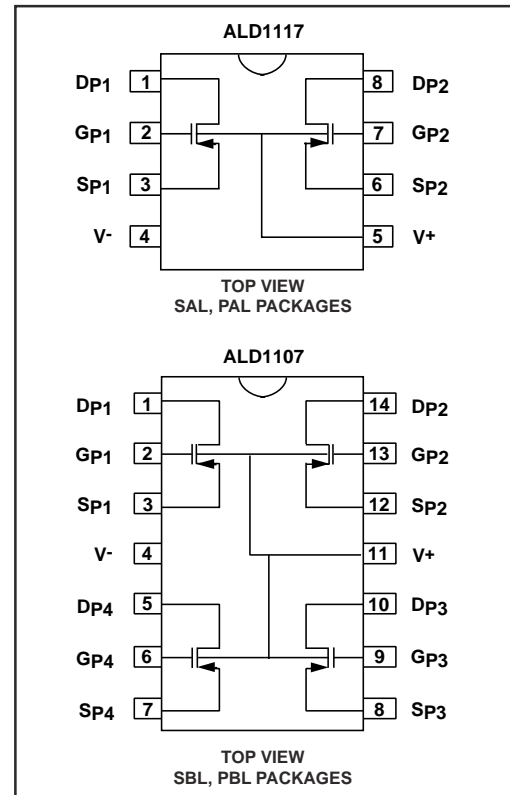 ALD1117
DP1 1 8 DP2
GP1 2 7 GP2
SP1 3 6 SP2
V- 4 5 V+
TOP VIEW
SAL, PAL PACKAGES
ALD1107
DP1 1 14 DP2
GP1 2 13 GP2
SP1 3 12 SP2
V- 4 11 V+
DP4 5 10 DP3
GP4 6 9 GP3
SP4 7 8 SP3
TOP VIEW
SBL, PBL PACKAGES